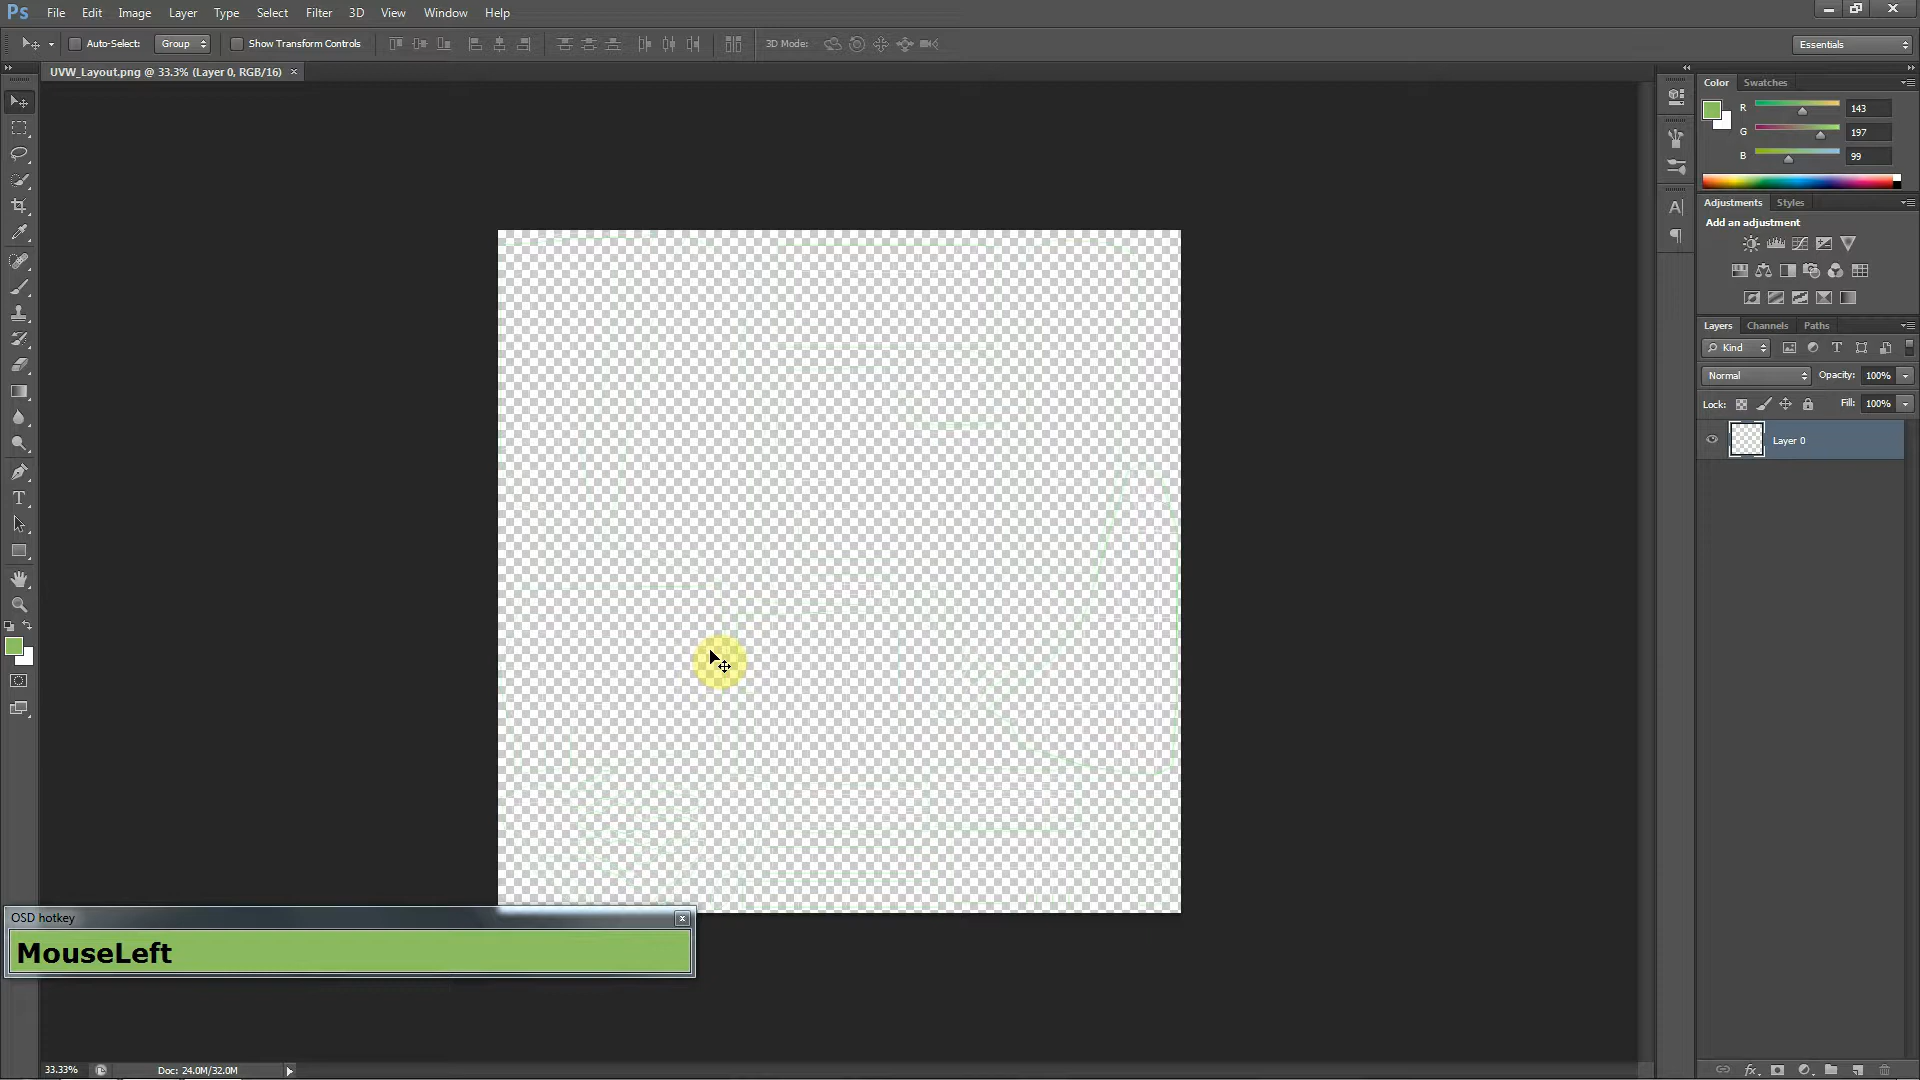 Ps File Edit Image Layer Type Select Filter 3D View Window Help
Auto-Select: Group Show Transform Controls 3D Mode: Essentials
UVW_Layout.png @ 33.3% (Layer 0, RGB/16) ×
Color Swatches
R 143
G 197
B 99
Adjustments Styles
Add an adjustment
Layers Channels Paths
Kind
Normal Opacity: 100%
Lock: Fill: 100%
Layer 0
OSD hotkey
MouseLeft
33.33% Doc: 24.0M/32.0M